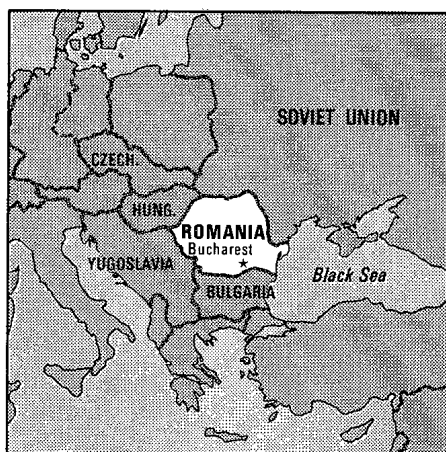 SOVIET UNION
CZECH.
HUNG.
ROMANIA
Bucharest
YUGOSLAVIA
Black Sea
BULGARIA